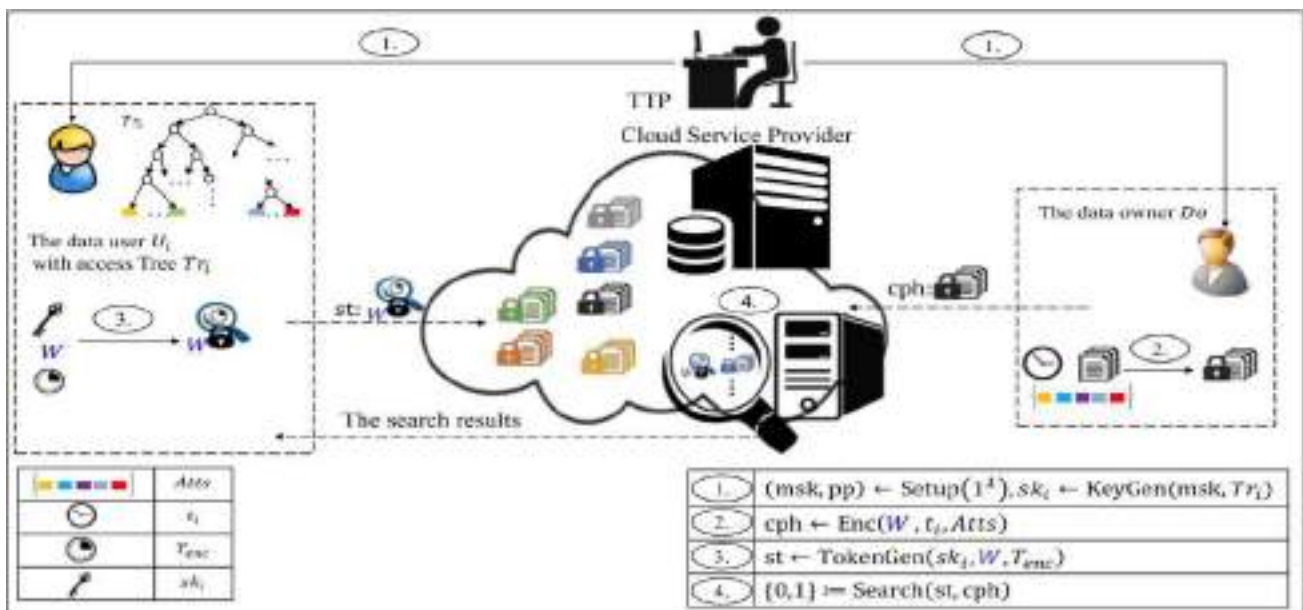 1.
1.
TTP
Cloud Service Provider
Tr_i
The data owner Do
The data user U_i
with access Tree Tr_i
cph:
4.
3.
st: W
W
W
2.
The search results
Atts
t_i
T_enc
sk_i
1. (msk, pp) ← Setup(1^λ), sk_i ← KeyGen(msk, Tr_i)
2. cph ← Enc(W, t_i, Atts)
3. st ← TokenGen(sk_i, W, T_enc)
4. {0,1} ≔ Search(st, cph)